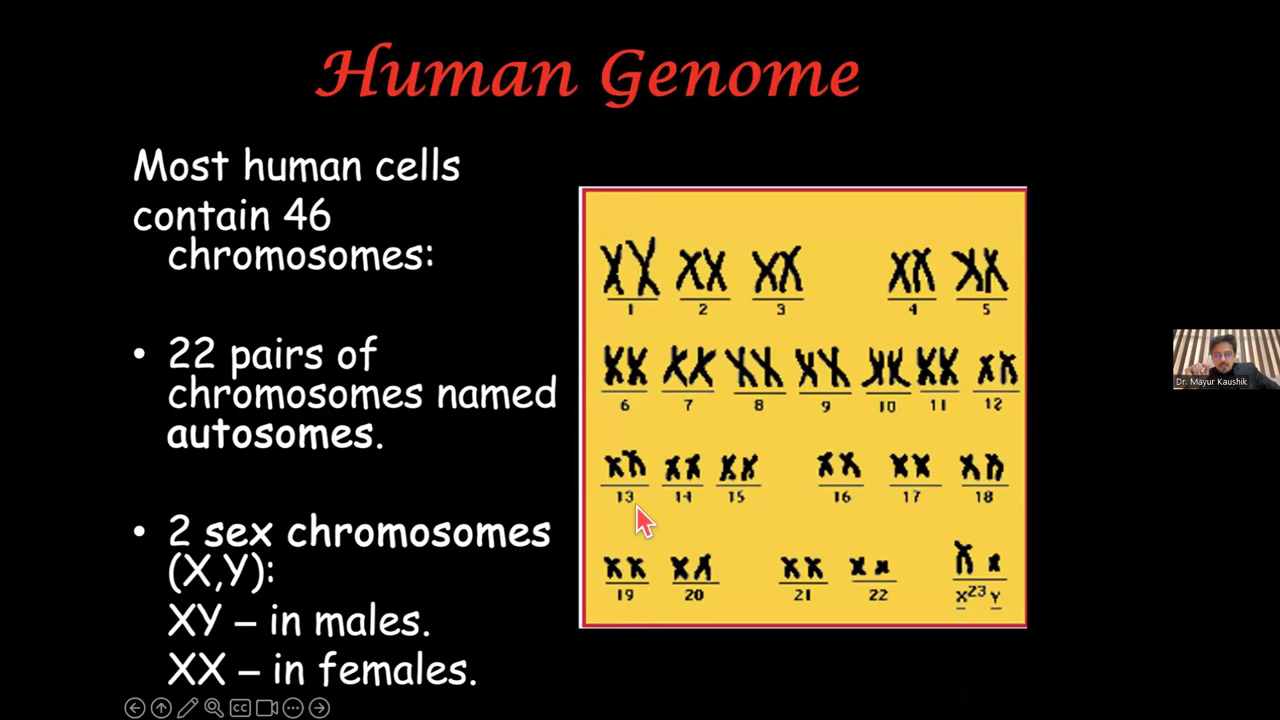 Human Genome
Most human cells
contain 46
chromosomes:
• 22 pairs of
chromosomes named
autosomes.
• 2 sex chromosomes
(X,Y):
XY – in males.
XX – in females.
1 2 3 4 5
6 7 8 9 10 11 12
13 14 15 16 17 18
19 20 21 22 X 23 Y
Dr. Mayur Kaushik
CC